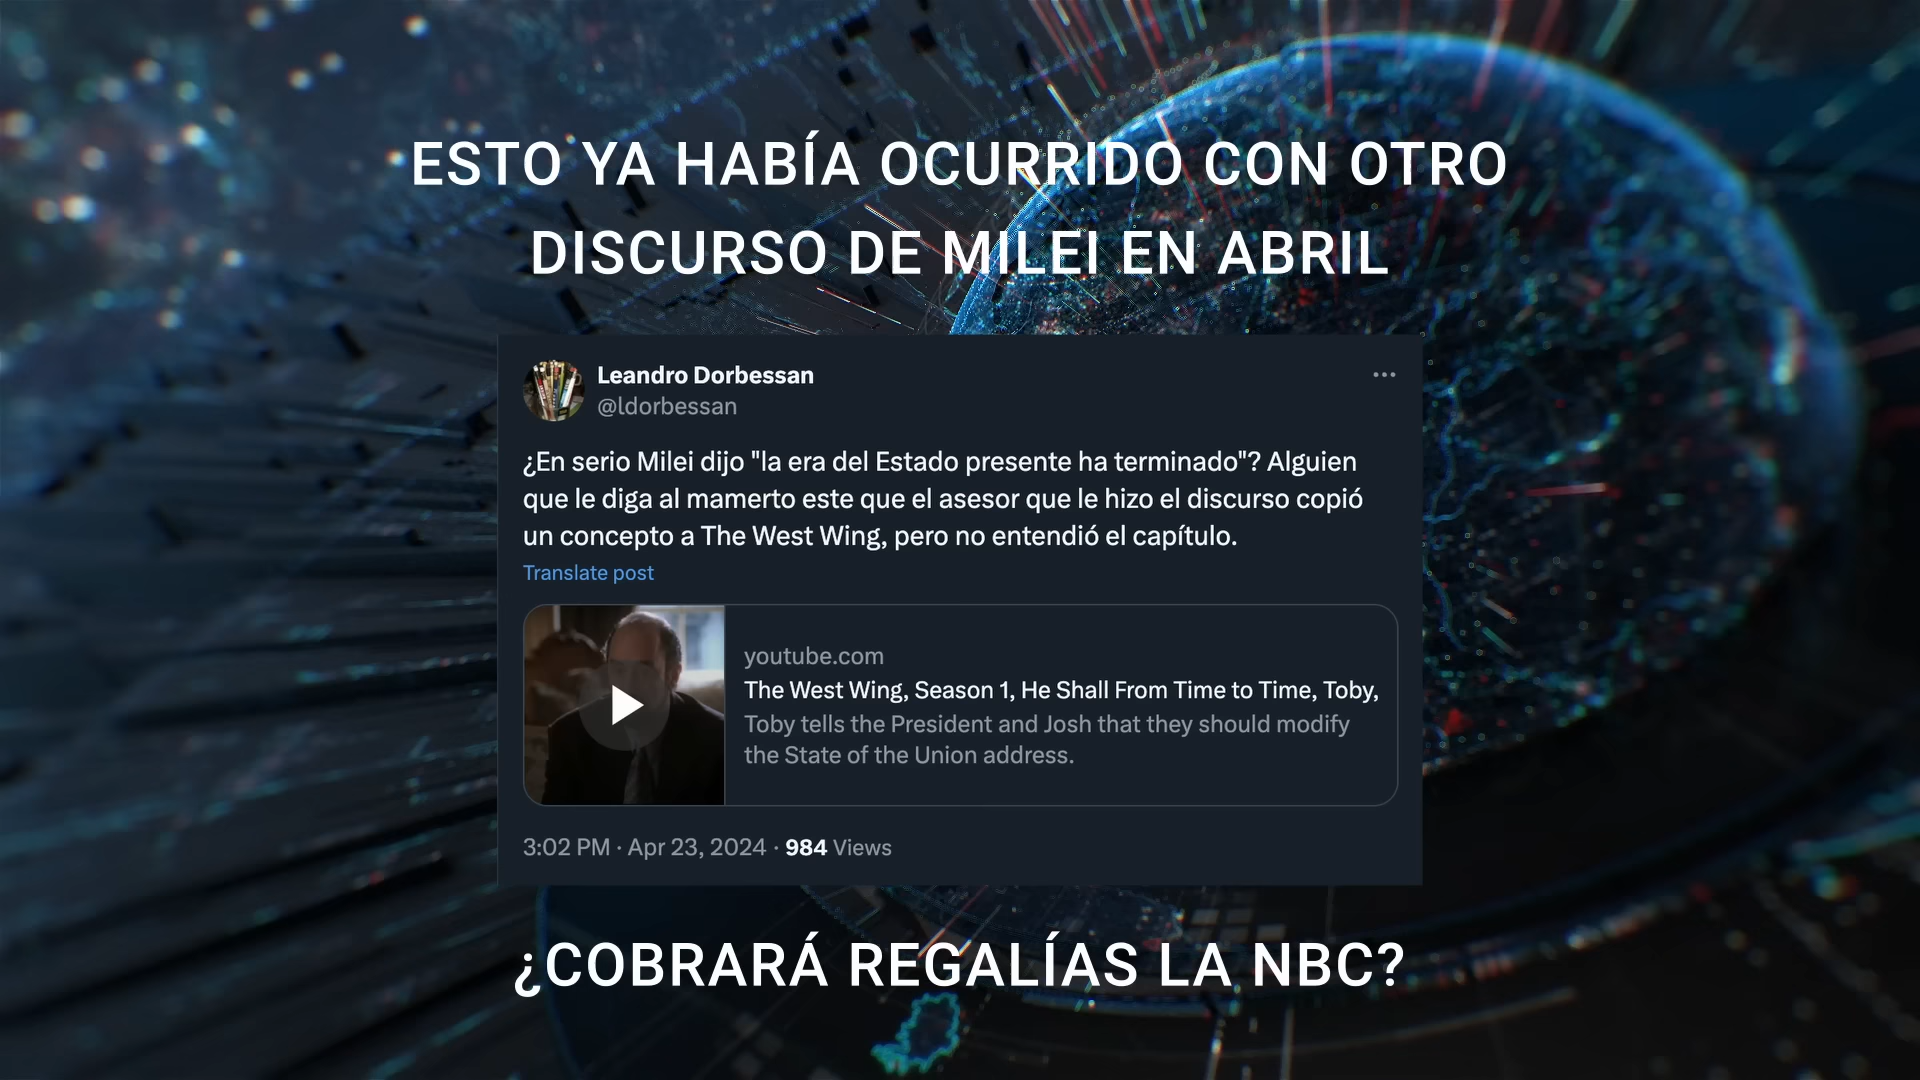 ESTO YA HABÍA OCURRIDO CON OTRO
DISCURSO DE MILEI EN ABRIL
Leandro Dorbessan
@ldorbessan
¿En serio Milei dijo "la era del Estado presente ha terminado"? Alguien
que le diga al mamerto este que el asesor que le hizo el discurso copió
un concepto a The West Wing, pero no entendió el capítulo.
Translate post
youtube.com
The West Wing, Season 1, He Shall From Time to Time, Toby,
Toby tells the President and Josh that they should modify
the State of the Union address.
3:02 PM · Apr 23, 2024 · 984 Views
¿COBRARÁ REGALÍAS LA NBC?